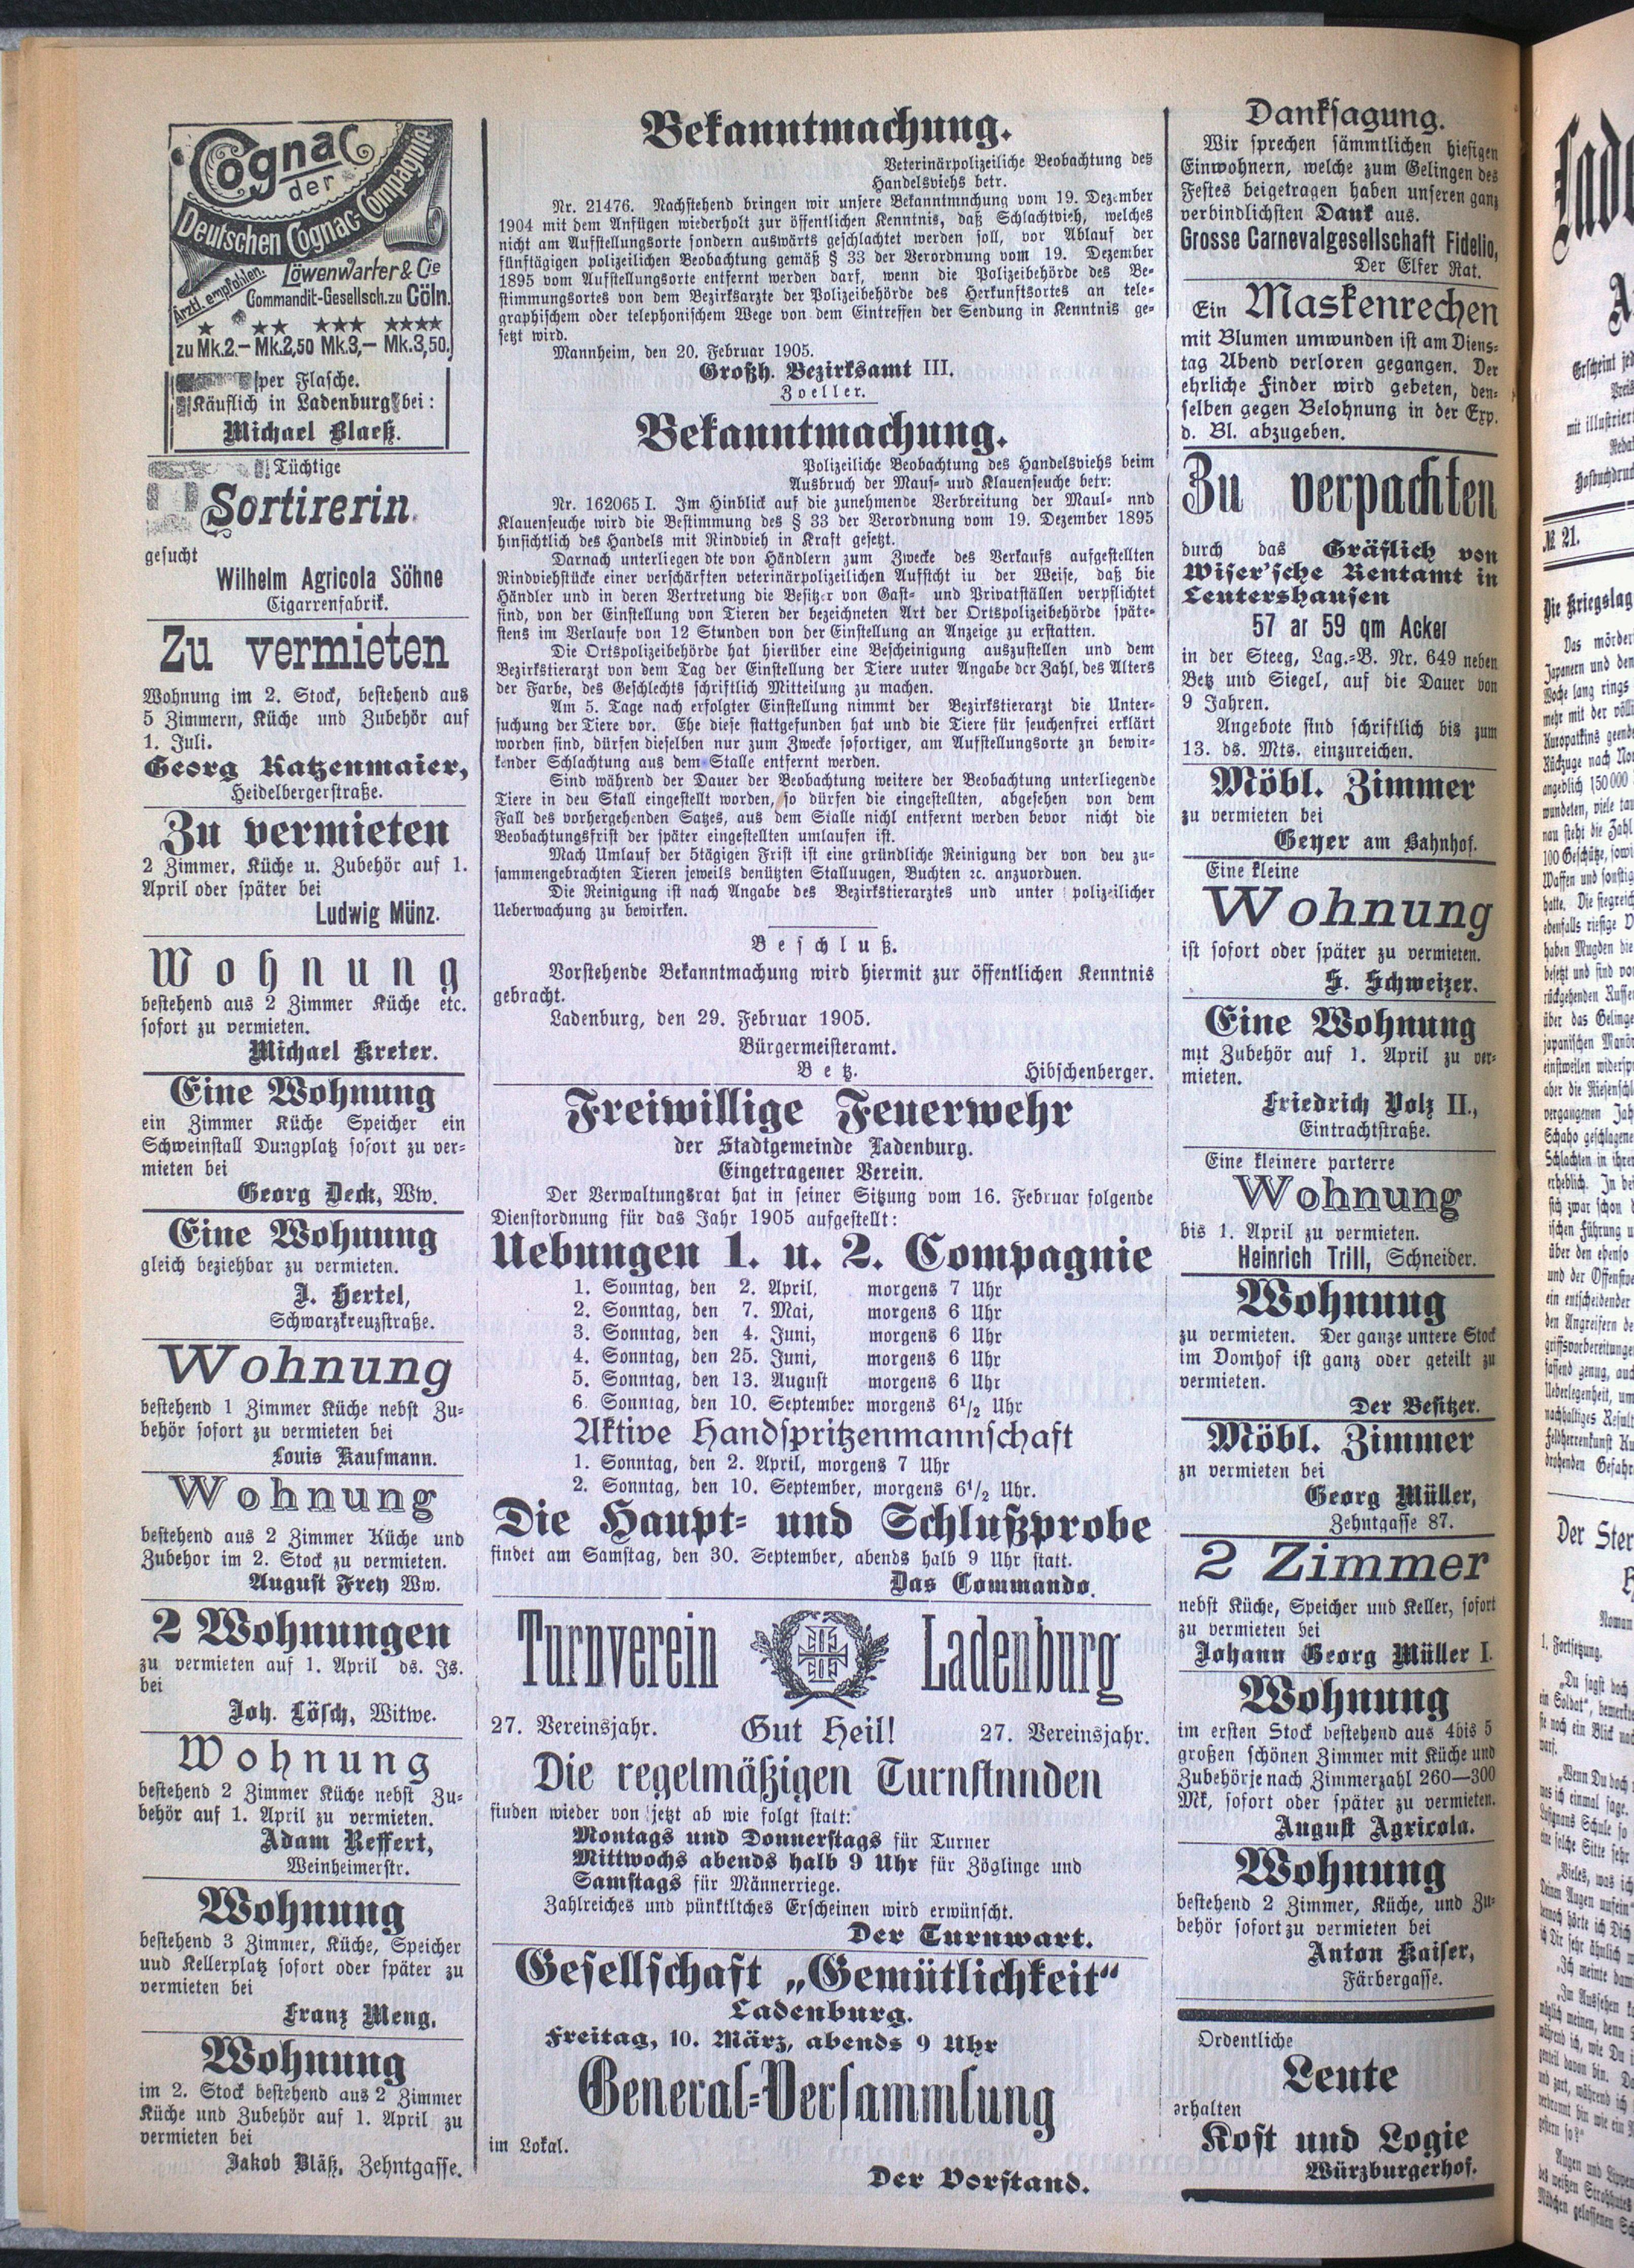 Cognac
der
Deutschen Cognac-Compagnie
Ärztl. empfohlen.
Löwenwarter & Cie
Commandit-Gesellsch. zu Cöln.
★ ★★ ★★★ ★★★★
zu Mk.2.– Mk.2,50 Mk.3,– Mk.3,50.
per Flasche.
Käuflich in Ladenburg bei:
Michael Blaeß.
Tüchtige
Sortirerin
gesucht
Wilhelm Agricola Söhne
Cigarrenfabrik.
Zu vermieten
Wohnung im 2. Stock, bestehend aus
5 Zimmern, Küche und Zubehör auf
1. Juli.
Georg Katzenmaier,
Heidelbergerstraße.
Zu vermieten
2 Zimmer, Küche u. Zubehör auf 1.
April oder später bei
Ludwig Münz.
Wohnung
bestehend aus 2 Zimmer Küche etc.
sofort zu vermieten.
Michael Kreter.
Eine Wohnung
ein Zimmer Küche Speicher ein
Schweinstall Dungplatz sofort zu ver-
mieten bei
Georg Deck, Ww.
Eine Wohnung
gleich beziehbar zu vermieten.
J. Hertel,
Schwarzkreuzstraße.
Wohnung
bestehend 1 Zimmer Küche nebst Zu-
behör sofort zu vermieten bei
Louis Kaufmann.
Wohnung
bestehend aus 2 Zimmer Küche und
Zubehor im 2. Stock zu vermieten.
August Frey Ww.
2 Wohnungen
zu vermieten auf 1. April ds. Js.
bei
Joh. Lösch, Witwe.
Wohnung
bestehend 2 Zimmer Küche nebst Zu-
behör auf 1. April zu vermieten.
Adam Reffert,
Weinheimerstr.
Wohnung
bestehend 3 Zimmer, Küche, Speicher
uud Kellerplatz sofort oder später zu
vermieten bei
Franz Meng.
Wohnung
im 2. Stock bestehend aus 2 Zimmer
Küche und Zubehör auf 1. April zu
vermieten bei
Jakob Bläß, Zehntgasse.
Bekanntmachung.
Veterinärpolizeiliche Beobachtung des
Handelsviehs betr.
Nr. 21476. Nachstehend bringen wir unsere Bekanntmnchung vom 19. Dezember
1904 mit dem Anfügen wiederholt zur öffentlichen Kenntnis, daß Schlachtvieh, welches
nicht am Aufstellungsorte sondern auswärts geschlachtet werden soll, vor Ablauf der
fünftägigen polizeilichen Beobachtung gemäß § 33 der Verordnung vom 19. Dezember
1895 vom Aufstellungsorte entfernt werden darf, wenn die Polizeibehörde des Be-
stimmungsortes von dem Bezirksarzte der Polizeibehörde des Herkunftsortes an tele-
graphischem oder telephonischem Wege von dem Eintreffen der Sendung in Kenntnis ge-
setzt wird.
Mannheim, den 20. Februar 1905.
Großh. Bezirksamt III.
Zoeller.
Bekanntmachung.
Polizeiliche Beobachtung des Handelsviehs beim
Ausbruch der Maul- und Klauenseuche betr:
Nr. 162065 I. Im Hinblick auf die zunehmende Verbreitung der Maul- nnd
Klauenseuche wird die Bestimmung des § 33 der Verordnung vom 19. Dezember 1895
hinsichtlich des Handels mit Rindvieh in Kraft gesetzt.
Darnach unterliegen dte von Händlern zum Zwecke des Verkaufs aufgestellten
Rindviehstücke einer verschärften veterinärpolizeilichen Aufstcht iu der Weise, daß die
Händler und in deren Vertretung die Besitzer von Gast- und Privatställen verpflichtet
sind, von der Einstellung von Tieren der bezeichneten Art der Ortspolizeibehörde späte-
stens im Verlaufe von 12 Stunden von der Einstellung an Anzeige zu erstatten.
Die Ortspolizeibehörde hat hierüber eine Bescheinigung auszustellen und dem
Bezirkstierarzt von dem Tag der Einstellung der Tiere uuter Angabe der Zahl, des Alters
der Farbe, des Geschlechts schriftlich Mitteilung zu machen.
Am 5. Tage nach erfolgter Einstellung nimmt der Bezirkstierarzt die Unter-
suchung der Tiere vor. Ehe diese stattgefunden hat und die Tiere für seuchenfrei erklärt
worden sind, dürfen dieselben nur zum Zwecke sofortiger, am Aufstellungsorte zu bewir-
kender Schlachtung aus dem Stalle entfernt werden.
Sind während der Dauer der Beobachtung weitere der Beobachtung unterliegende
Tiere in deu Stall eingestellt worden, so dürfen die eingestellten, abgesehen von dem
Fall des vorhergehenden Satzes, aus dem Stalle nichl entfernt werden bevor nicht die
Beobachtungsfrist der später eingestellten umlaufen ist.
Mach Umlauf der 5tägigen Frist ist eine gründliche Reinigung der von deu zu-
sammengebrachten Tieren jeweils benützten Stalluugen, Buchten ꝛc. anzuorduen.
Die Reinigung ist nach Angabe des Bezirkstierarztes und unter polizeilicher
Ueberwachung zu bewirken.
Beschluß.
Vorstehende Bekanntmachung wird hiermit zur öffentlichen Kenntnis
gebracht.
Ladenburg, den 29. Februar 1905.
Bürgermeisteramt.
Betz. Hibschenberger.
Freiwillige Feuerwehr
der Stadtgemeinde Ladenburg.
Eingetragener Verein.
Der Verwaltungsrat hat in seiner Sitzung vom 16. Februar folgende
Dienstordnung für das Jahr 1905 aufgestellt:
Uebungen 1. u. 2. Compagnie
1. Sonntag, den 2. April, morgens 7 Uhr
2. Sonntag, den 7. Mai, morgens 6 Uhr
3. Sonntag, den 4. Juni, morgens 6 Uhr
4. Sonntag, den 25. Juni, morgens 6 Uhr
5. Sonntag, den 13. August morgens 6 Uhr
6. Sonntag, den 10. September morgens 6½ Uhr
Aktive Handspritzenmannschaft
1. Sonntag, den 2. April, morgens 7 Uhr
2. Sonntag, den 10. September, morgens 6½ Uhr.
Die Haupt- und Schlußprobe
findet am Samstag, den 30. September, abends halb 9 Uhr statt.
Das Commando.
Turnverein Ladenburg
27. Vereinsjahr. Gut Heil! 27. Vereinsjahr.
Die regelmäßigen Turnstnnden
finden wieder von jetzt ab wie folgt stalt:
Montags und Donnerstags für Turner
Mittwochs abends halb 9 Uhr für Zöglinge und
Samstags für Männerriege.
Zahlreiches und pünktltches Erscheinen wird erwünscht.
Der Turnwart.
Gesellschaft „Gemütlichkeit“
Ladenburg.
Freitag, 10. März, abends 9 Uhr
General-Versammlung
im Lokal.
Der Vorstand.
Danksagung.
Wir sprechen sämmtlichen hiesigen
Einwohnern, welche zum Gelingen des
Festes beigetragen haben unseren ganz
verbindlichsten Dank aus.
Grosse Carnevalgesellschaft Fidelio,
Der Elfer Rat.
Ein Maskenrechen
mit Blumen umwunden ist am Diens-
tag Abend verloren gegangen. Der
ehrliche Finder wird gebeten, den-
selben gegen Belohnung in der Exp.
d. Bl. abzugeben.
Zu verpachten
durch das Gräflich von
Wiser'sche Rentamt in
Leutershausen
57 ar 59 qm Acker
in der Steeg, Lag.-B. Nr. 649 neben
Betz und Siegel, auf die Dauer von
9 Jahren.
Angebote sind schriftlich bis zum
13. ds. Mts. einzureichen.
Möbl. Zimmer
zu vermieten bei
Geyer am Bahnhof.
Eine kleine
Wohnung
ist sofort oder später zu vermieten.
S. Schweizer.
Eine Wohnung
mit Zubehör auf 1. April zu ver-
mieten.
Friedrich Volz II.,
Eintrachtstraße.
Eine kleinere parterre
Wohnung
bis 1. April zu vermieten.
Heinrich Trill, Schneider.
Wohnung
zu vermieten. Der ganze untere Stock
im Domhof ist ganz oder geteilt zu
vermieten.
Der Besitzer.
Möbl. Zimmer
zn vermieten bei
Georg Müller,
Zehntgasse 87.
2 Zimmer
nebst Küche, Speicher und Keller, sofort
zu vermieten bei
Johann Georg Müller I.
Wohnung
im ersten Stock bestehend aus 4bis 5
großen schönen Zimmer mit Küche und
Zubehör je nach Zimmerzahl 260—300
Mk, sofort oder später zu vermieten.
August Agricola.
Wohnung
bestehend 2 Zimmer, Küche, und Zu-
behör sofort zu vermieten bei
Anton Kaiser,
Färbergasse.
Ordentliche
Leute
erhalten
Kost und Logie
Würzburgerhof.
№ 21.